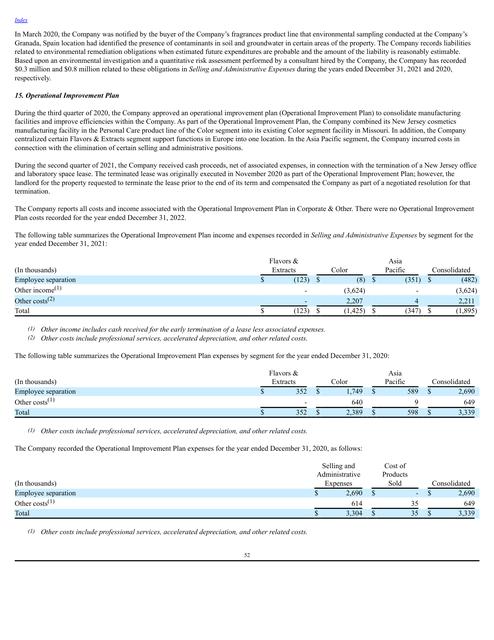 Index
In March 2020, the Company was notified by the buyer of the Company's fragrances product line that environmental sampling conducted at the Company's
Granada, Spain location had identified the presence of contaminants in soil and groundwater in certain areas of the property. The Company records liabilities
related to environmental remediation obligations when estimated future expenditures are probable and the amount of the liability is reasonably estimable.
Based upon an environmental investigation and a quantitative risk assessment performed by a consultant hired by the Company, the Company has recorded
$0.3 million and $0.8 million related to these obligations in Selling and Administrative Expenses during the years ended December 31, 2021 and 2020,
respectively.
15. Operational Improvement Plan
During the third quarter of 2020, the Company approved an operational improvement plan (Operational Improvement Plan) to consolidate manufacturing
facilities and improve efficiencies within the Company. As part of the Operational Improvement Plan, the Company combined its New Jersey cosmetics
manufacturing facility in the Personal Care product line of the Color segment into its existing Color segment facility in Missouri. In addition, the Company
centralized certain Flavors & Extracts segment support functions in Europe into one location. In the Asia Pacific segment, the Company incurred costs in
connection with the elimination of certain selling and administrative positions.
During the second quarter of 2021, the Company received cash proceeds, net of associated expenses, in connection with the termination of a New Jersey office
and laboratory space lease. The terminated lease was originally executed in November 2020 as part of the Operational Improvement Plan; however, the
landlord for the property requested to terminate the lease prior to the end of its term and compensated the Company as part of a negotiated resolution for that
termination.
The Company reports all costs and income associated with the Operational Improvement Plan in Corporate & Other. There were no Operational Improvement
Plan costs recorded for the year ended December 31, 2022.
The following table summarizes the Operational Improvement Plan income and expenses recorded in Selling and Administrative Expenses by segment for the
year ended December 31, 2021:
Flavors & Asia
(In thousands) Extracts Color Pacific Consolidated
Employee separation $ (123) $ (8) $ (351) $ (482)
Other income(1) - (3,624) - (3,624)
Other costs(2) - 2,207 4 2,211
Total $ (123) $ (1,425) $ (347) $ (1,895)
(1) Other income includes cash received for the early termination of a lease less associated expenses.
(2) Other costs include professional services, accelerated depreciation, and other related costs.
The following table summarizes the Operational Improvement Plan expenses by segment for the year ended December 31, 2020:
Flavors & Asia
(In thousands) Extracts Color Pacific Consolidated
Employee separation $ 352 $ 1,749 $ 589 $ 2,690
Other costs(1) - 640 9 649
Total $ 352 $ 2,389 $ 598 $ 3,339
(1) Other costs include professional services, accelerated depreciation, and other related costs.
The Company recorded the Operational Improvement Plan expenses for the year ended December 31, 2020, as follows:
Selling and Cost of
Administrative Products
(In thousands) Expenses Sold Consolidated
Employee separation $ 2,690 $ - $ 2,690
Other costs(1) 614 35 649
Total $ 3,304 $ 35 $ 3,339
(1) Other costs include professional services, accelerated depreciation, and other related costs.
52